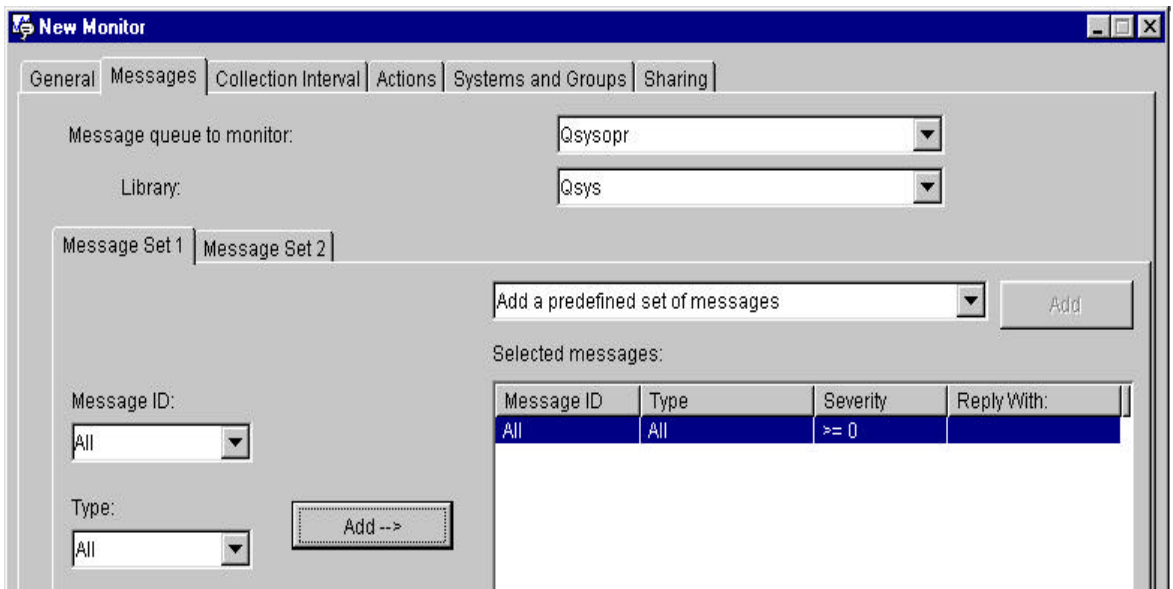 New Monitor
General Messages Collection Interval Actions Systems and Groups Sharing
Message queue to monitor: Qsysopr
Library: Qsys
Message Set 1 Message Set 2
Add a predefined set of messages Add
Selected messages:
Message ID: Message ID Type Severity Reply With:
All All All >= 0
Type:
Add -->
All